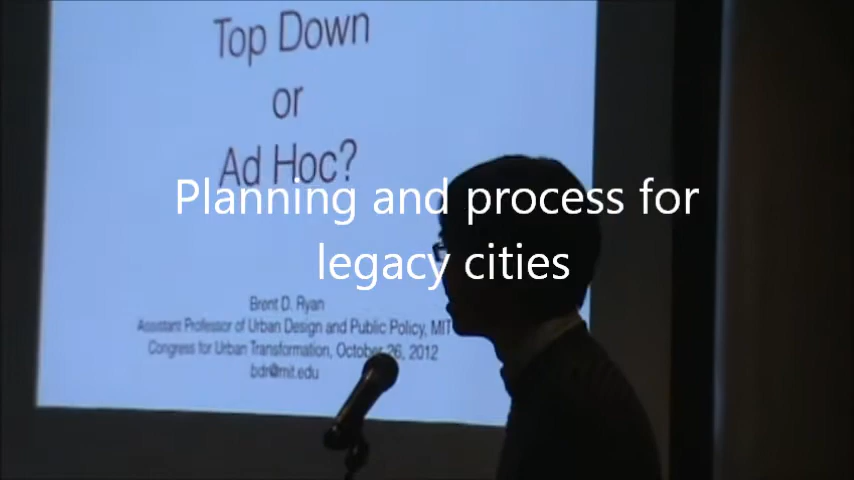 Top Down
or
Ad Hoc?
Planning and process for
legacy cities
Brent D. Ryan
Assistant Professor of Urban Design and Public Policy, MIT
Congress for Urban Transformation, October 26, 2012
bdr@mit.edu